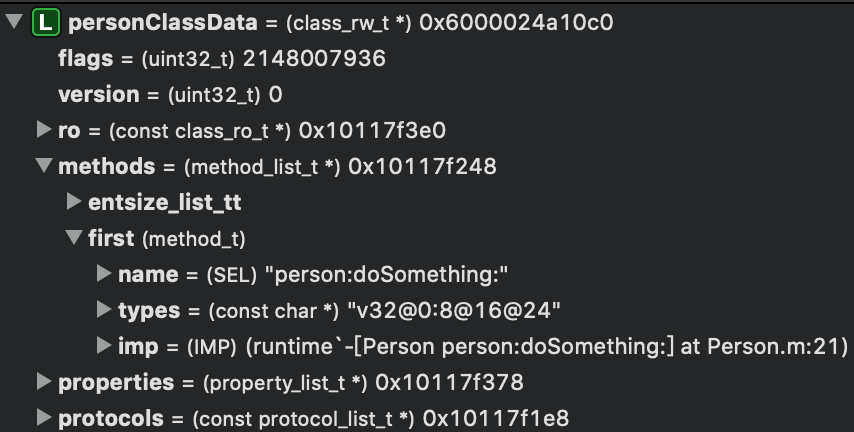 L personClassData = (class_rw_t *) 0x6000024a10c0
flags = (uint32_t) 2148007936
version = (uint32_t) 0
ro = (const class_ro_t *) 0x10117f3e0
methods = (method_list_t *) 0x10117f248
entsize_list_tt
first (method_t)
name = (SEL) "person:doSomething:"
types = (const char *) "v32@0:8@16@24"
imp = (IMP) (runtime`-[Person person:doSomething:] at Person.m:21)
properties = (property_list_t *) 0x10117f378
protocols = (const protocol_list_t *) 0x10117f1e8